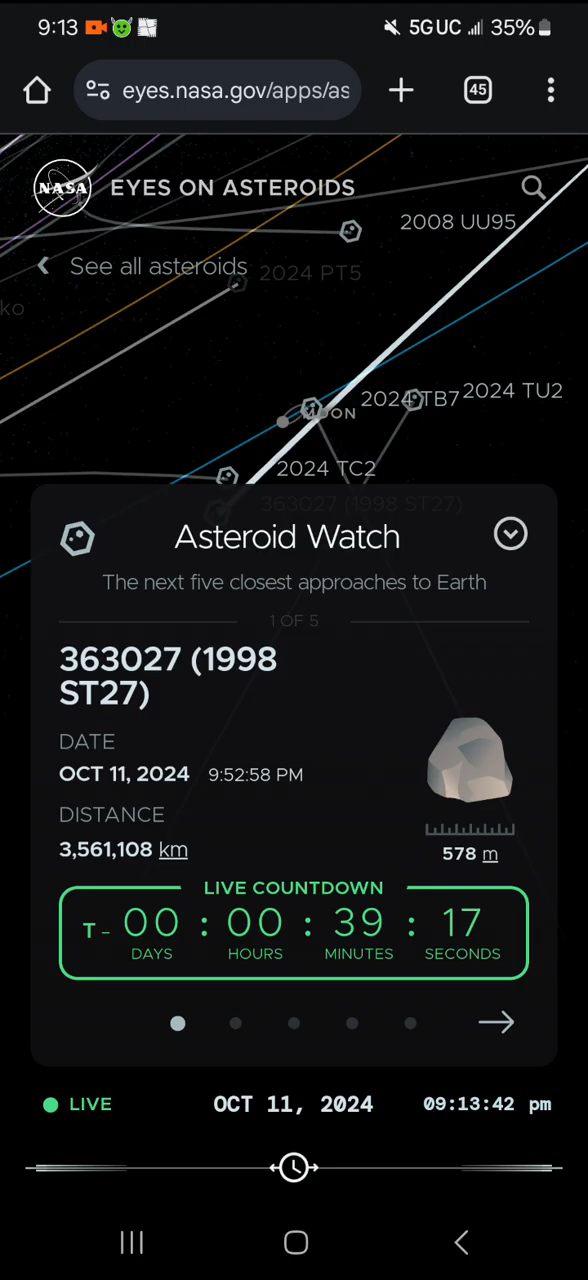 9:13 5G UC 35%
eyes.nasa.gov/apps/as 45
NASA EYES ON ASTEROIDS
2008 UU95
See all asteroids 2024 PT5
ko
MOON 2024 TB7 2024 TU2
2024 TC2
363027 (1998 ST27)
Asteroid Watch
The next five closest approaches to Earth
1 OF 5
363027 (1998
ST27)
DATE
OCT 11, 2024 9:52:58 PM
DISTANCE
3,561,108 km
578 m
LIVE COUNTDOWN
T - 00 : 00 : 39 : 17
DAYS HOURS MINUTES SECONDS
LIVE OCT 11, 2024 09:13:42 pm